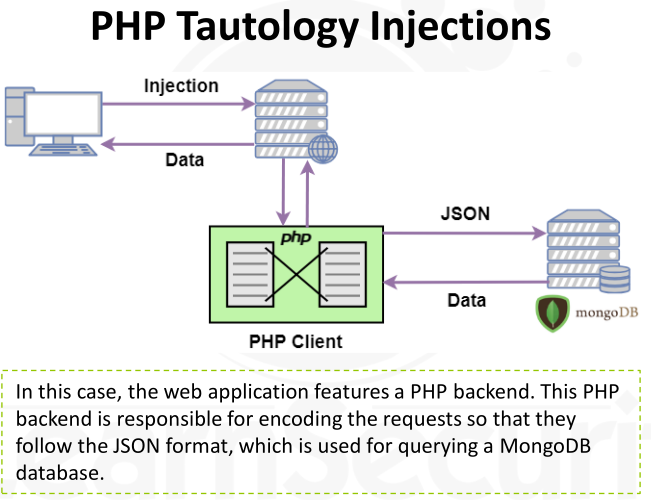 PHP Tautology Injections
Injection
Data
php
JSON
Data
mongoDB
PHP Client
In this case, the web application features a PHP backend. This PHP
backend is responsible for encoding the requests so that they
follow the JSON format, which is used for querying a MongoDB
database.